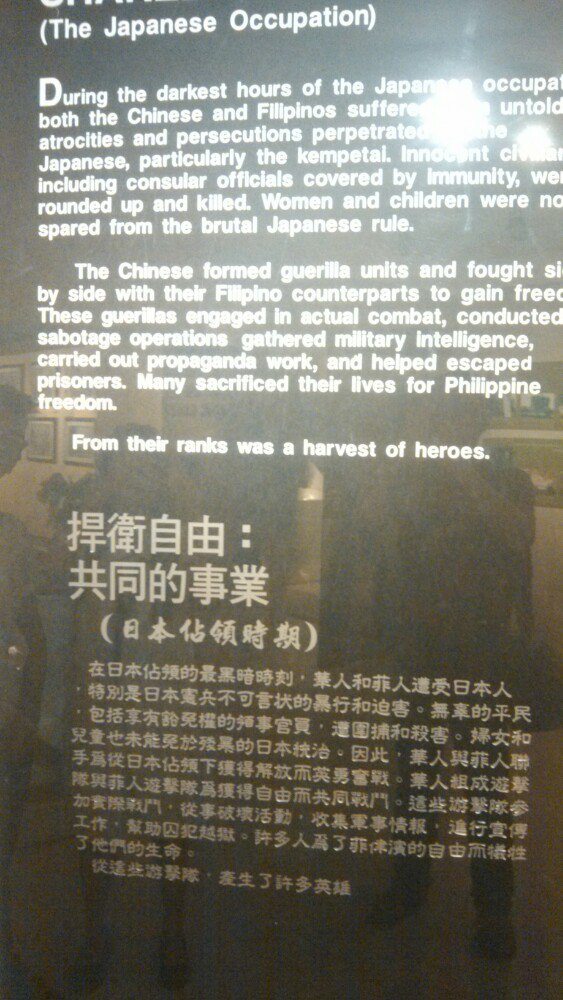 (The Japanese Occupation)
During the darkest hours of the Japanese occupat
both the Chinese and Filipinos suffere untold
atrocities and persecutions perpetrated the
Japanese, particularly the kempetai. Innocent civilian
including consular officials covered by immunity, we
rounded up and killed. Women and children were no
spared from the brutal Japanese rule.
The Chinese formed guerilla units and fought si
by side with their Filipino counterparts to gain freed
These guerillas engaged in actual combat, conducted
sabotage operations gathered military intelligence,
carried out propaganda work, and helped escaped
prisoners. Many sacrificed their lives for Philippine
freedom.
From their ranks was a harvest of heroes.
捍衛自由：
共同的事業
(日本佔領時期)
在日本佔領的最黑暗時刻，華人和菲人遭受日本人
，特別是日本憲兵不可言狀的暴行和迫害。無辜的平民
，包括享有豁免權的領事官員，遭圍捕和殺害。婦女和
兒童也未能免於殘暴的日本統治。因此，華人與菲人聯
手爲從日本佔領下獲得解放而英勇奮戰。華人組成遊擊
隊與菲人遊擊隊爲獲得自由而共同戰鬥。這些遊擊隊參
加實際戰鬥，從事破壞活動，收集軍事情報，進行宣傳
工作，幫助囚犯越獄。許多人爲了菲律濱的自由而犧牲
了他們的生命。
從這些遊擊隊，產生了許多英雄